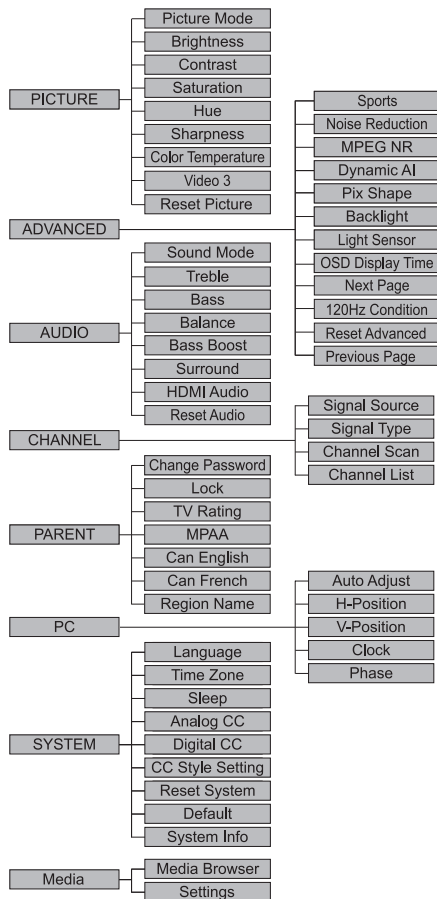 PICTURE
Picture Mode
Brightness
Contrast
Saturation
Hue
Sharpness
Color Temperature
Video 3
Reset Picture
ADVANCED
Sports
Noise Reduction
MPEG NR
Dynamic AI
Pix Shape
Backlight
Light Sensor
OSD Display Time
Next Page
120Hz Condition
Reset Advanced
Previous Page
AUDIO
Sound Mode
Treble
Bass
Balance
Bass Boost
Surround
HDMI Audio
Reset Audio
CHANNEL
Signal Source
Signal Type
Channel Scan
Channel List
PARENT
Change Password
Lock
TV Rating
MPAA
Can English
Can French
Region Name
PC
Auto Adjust
H-Position
V-Position
Clock
Phase
SYSTEM
Language
Time Zone
Sleep
Analog CC
Digital CC
CC Style Setting
Reset System
Default
System Info
Media
Media Browser
Settings